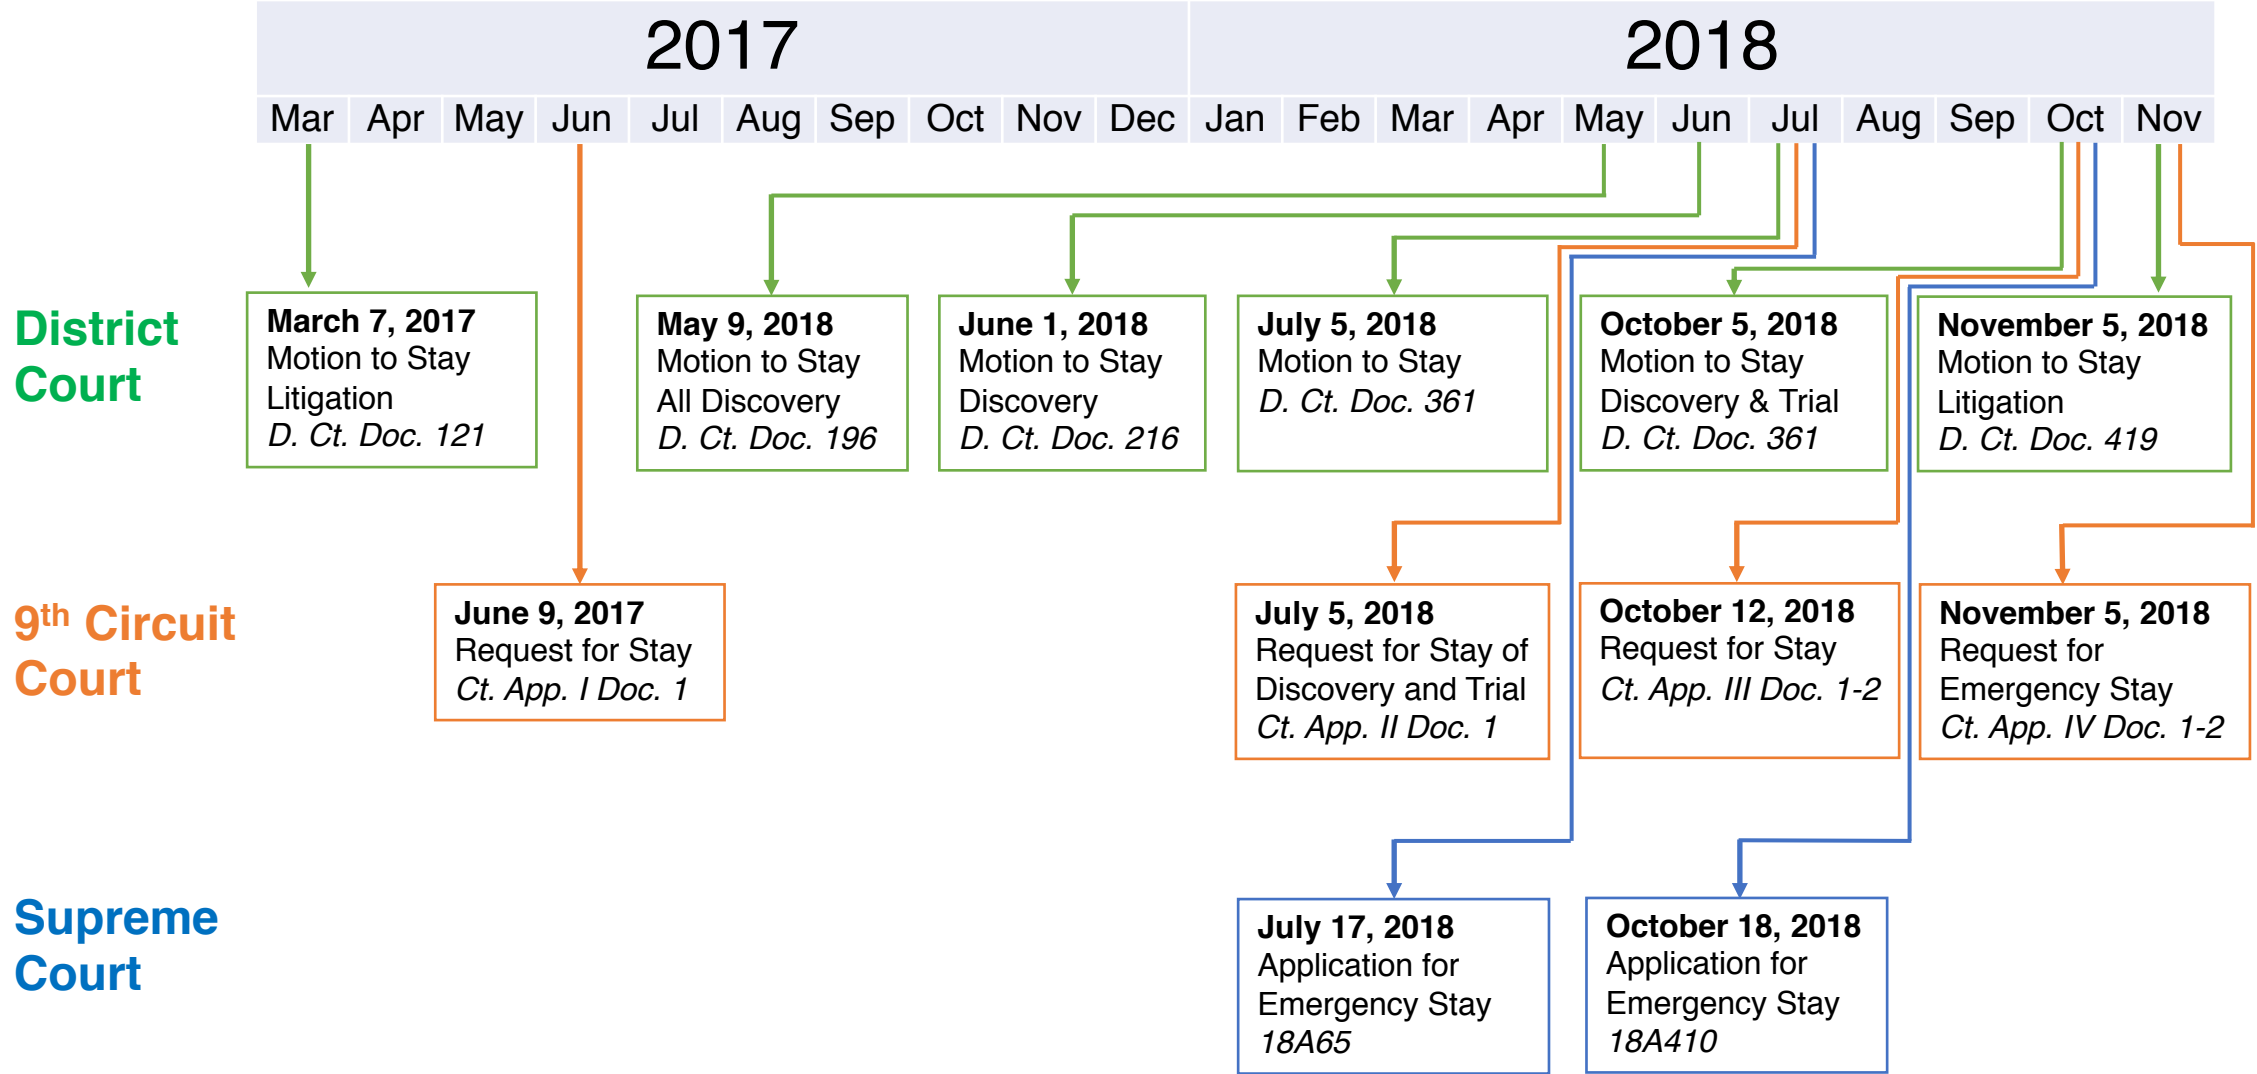 2017
2018
Mar Apr May Jun Jul Aug Sep Oct Nov Dec Jan Feb Mar Apr May Jun Jul Aug Sep Oct Nov
District
Court
March 7, 2017
Motion to Stay
Litigation
D. Ct. Doc. 121
May 9, 2018
Motion to Stay
All Discovery
D. Ct. Doc. 196
June 1, 2018
Motion to Stay
Discovery
D. Ct. Doc. 216
July 5, 2018
Motion to Stay
D. Ct. Doc. 361
October 5, 2018
Motion to Stay
Discovery & Trial
D. Ct. Doc. 361
November 5, 2018
Motion to Stay
Litigation
D. Ct. Doc. 419
9th Circuit
Court
June 9, 2017
Request for Stay
Ct. App. I Doc. 1
July 5, 2018
Request for Stay of
Discovery and Trial
Ct. App. II Doc. 1
October 12, 2018
Request for Stay
Ct. App. III Doc. 1-2
November 5, 2018
Request for
Emergency Stay
Ct. App. IV Doc. 1-2
Supreme
Court
July 17, 2018
Application for
Emergency Stay
18A65
October 18, 2018
Application for
Emergency Stay
18A410